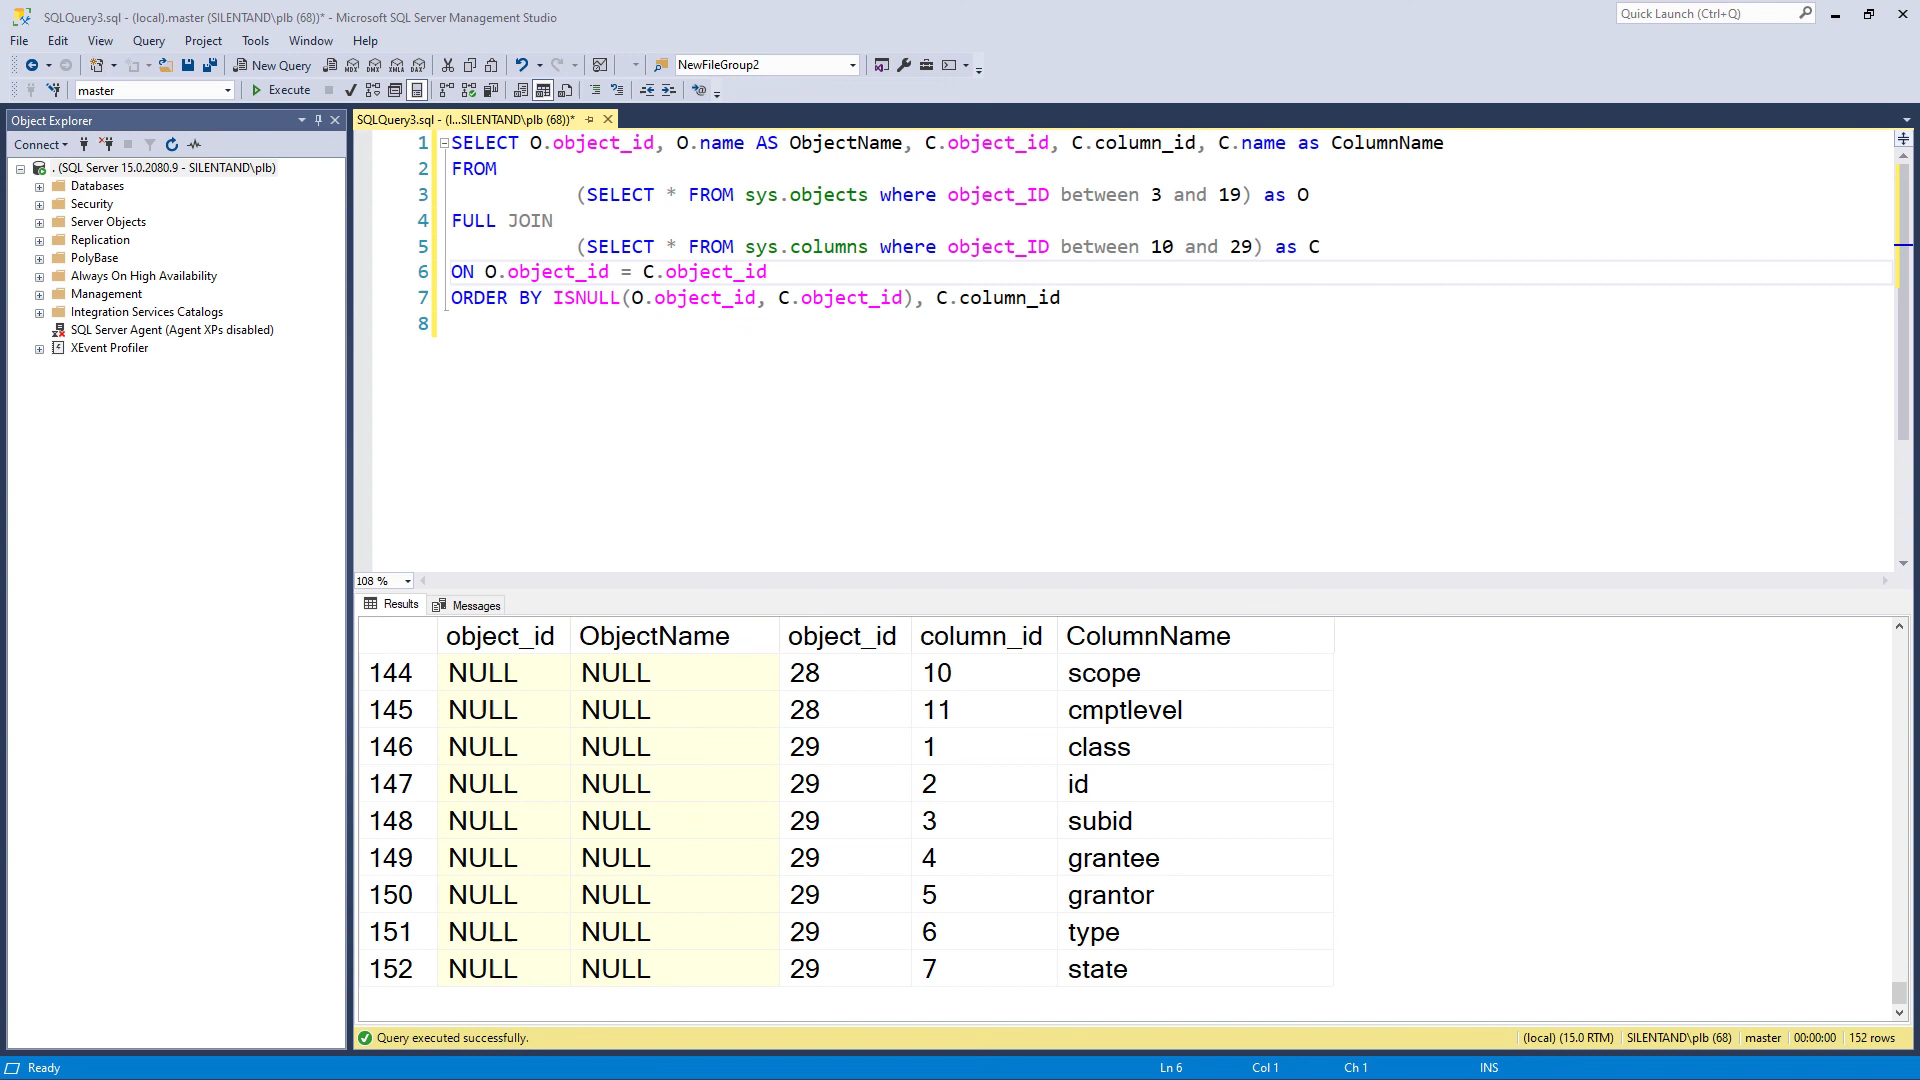 SQLQuery3.sql - (local).master (SILENTAND\plb (68))* - Microsoft SQL Server Management Studio
Quick Launch (Ctrl+Q)
File Edit View Query Project Tools Window Help
New Query
MDX DMX XMLA DAX
NewFileGroup2
master
Execute
Object Explorer
Connect
. (SQL Server 15.0.2080.9 - SILENTAND\plb)
Databases
Security
Server Objects
Replication
PolyBase
Always On High Availability
Management
Integration Services Catalogs
SQL Server Agent (Agent XPs disabled)
XEvent Profiler
SQLQuery3.sql - (l...SILENTAND\plb (68))*
1 SELECT O.object_id, O.name AS ObjectName, C.object_id, C.column_id, C.name as ColumnName
2 FROM
3 (SELECT * FROM sys.objects where object_ID between 3 and 19) as O
4 FULL JOIN
5 (SELECT * FROM sys.columns where object_ID between 10 and 29) as C
6 ON O.object_id = C.object_id
7 ORDER BY ISNULL(O.object_id, C.object_id), C.column_id
8
108 %
Results Messages
object_id ObjectName object_id column_id ColumnName
144 NULL NULL 28 10 scope
145 NULL NULL 28 11 cmptlevel
146 NULL NULL 29 1 class
147 NULL NULL 29 2 id
148 NULL NULL 29 3 subid
149 NULL NULL 29 4 grantee
150 NULL NULL 29 5 grantor
151 NULL NULL 29 6 type
152 NULL NULL 29 7 state
Query executed successfully.
(local) (15.0 RTM) SILENTAND\plb (68) master 00:00:00 152 rows
Ready
Ln 6 Col 1 Ch 1 INS